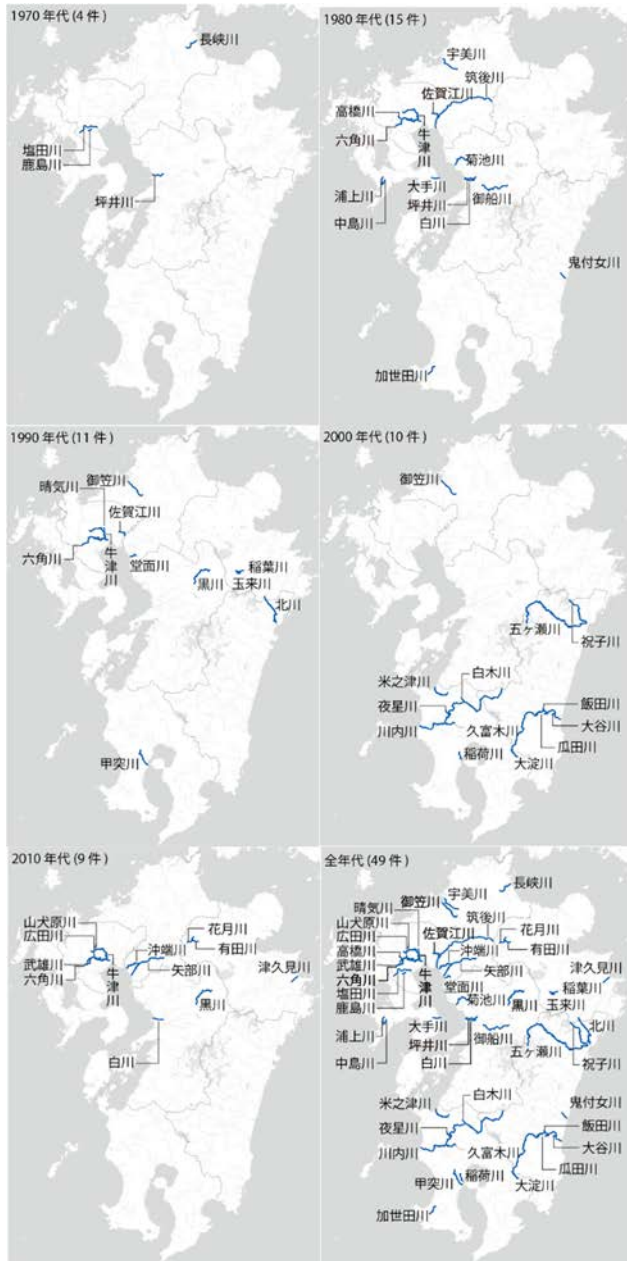 1970年代(4件)
長峡川
塩田川
鹿島川
坪井川
1980年代(15件)
宇美川
筑後川
佐賀江川
高橋川
六角川
牛津川
菊池川
浦上川
大手川
御船川
中島川
坪井川
白川
鬼付女川
加世田川
1990年代(11件)
御笠川
晴気川
佐賀江川
六角川
牛津川
堂面川
黒川
稲葉川
玉来川
北川
甲突川
2000年代(10件)
御笠川
五ヶ瀬川
祝子川
白木川
米之津川
夜星川
飯田川
川内川
久富木川
大谷川
瓜田川
稲荷川
大淀川
2010年代(9件)
山犬原川
広田川
花月川
沖端川
有田川
武雄川
六角川
牛津川
矢部川
津久見川
黒川
白川
全年代(49件)
長峡川
宇美川
御笠川
晴気川
筑後川
山犬原川
広田川
花月川
佐賀江川
沖端川
有田川
高橋川
武雄川
矢部川
津久見川
六角川
牛津川
堂面川
稲葉川
塩田川
菊池川
黒川
玉来川
鹿島川
北川
浦上川
大手川
御船川
坪井川
五ヶ瀬川
中島川
白川
祝子川
白木川
米之津川
鬼付女川
夜星川
飯田川
川内川
久富木川
大谷川
瓜田川
甲突川
稲荷川
大淀川
加世田川